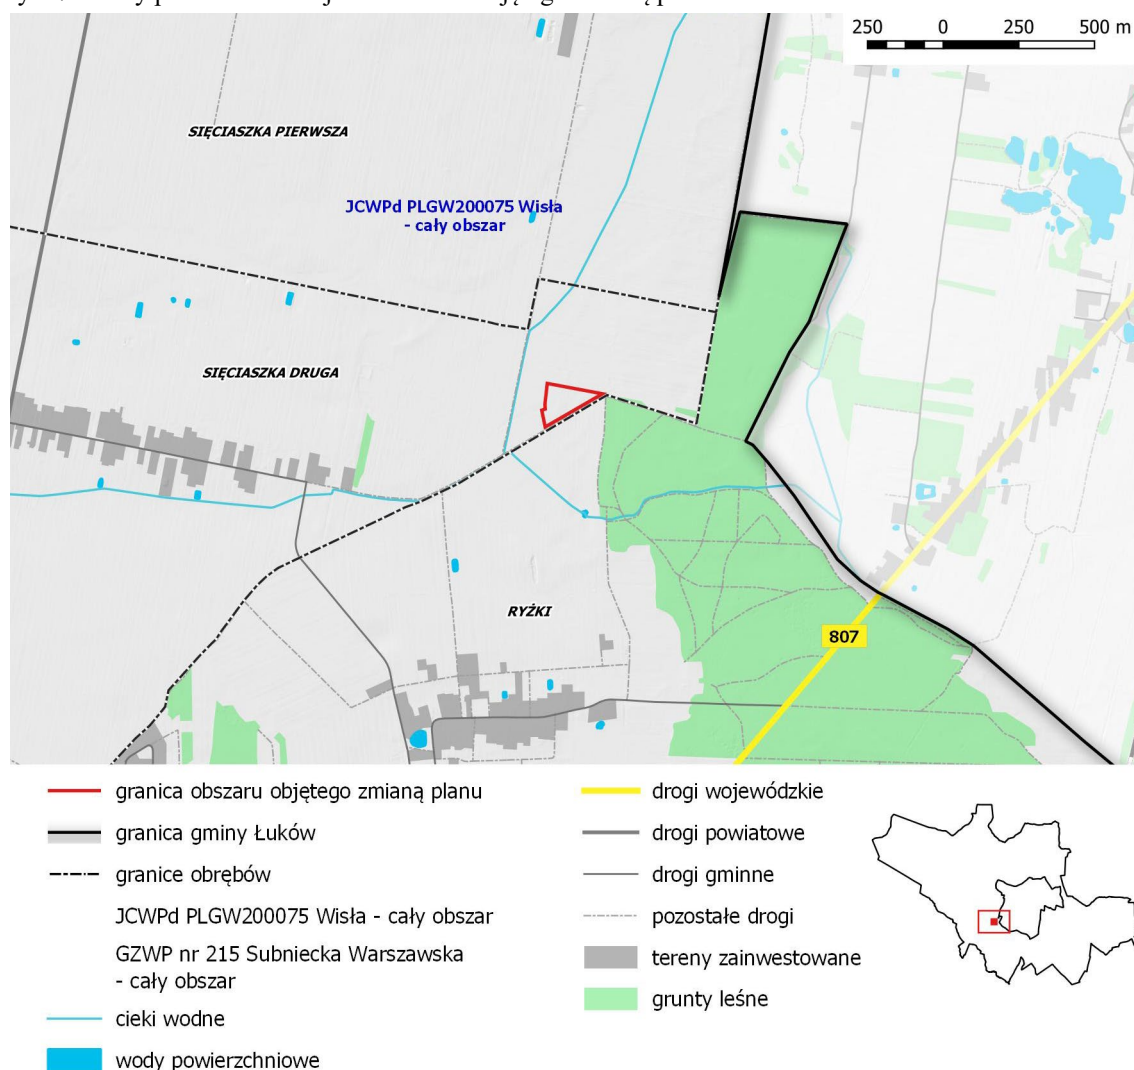 250 0 250 500 m
SIĘCIASZKA PIERWSZA
JCWPd PLGW200075 Wisła
- cały obszar
SIĘCIASZKA DRUGA
RYŻKI
807
granica obszaru objętego zmianą planu
granica gminy Łuków
granice obrębów
JCWPd PLGW200075 Wisła - cały obszar
GZWP nr 215 Subniecka Warszawska
- cały obszar
cieki wodne
wody powierzchniowe
drogi wojewódzkie
drogi powiatowe
drogi gminne
pozostałe drogi
tereny zainwestowane
grunty leśne